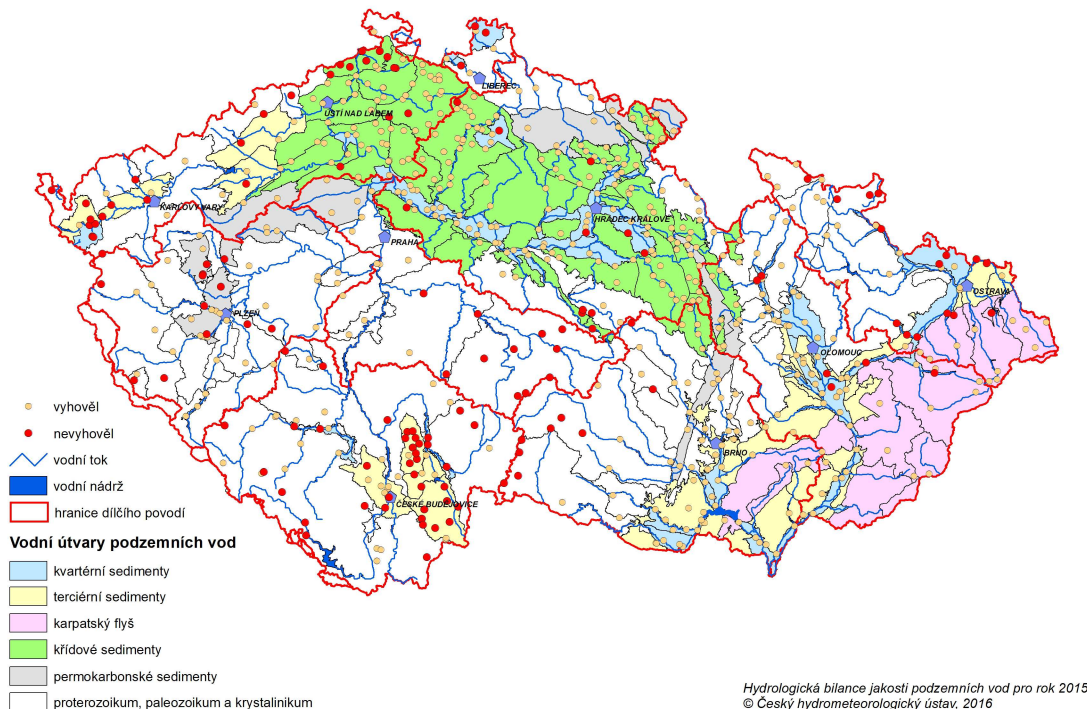 LIBEREC
ÚSTÍ NAD LABEM
KARLOVY VARY
HRADEC KRÁLOVÉ
PRAHA
OSTRAVA
PLZEŇ
OLOMOUC
BRNO
ČESKÉ BUDĚJOVICE
vyhověl
nevyhověl
vodní tok
vodní nádrž
hranice dílčího povodí
Vodní útvary podzemních vod
kvartérní sedimenty
terciérní sedimenty
karpatský flyš
křídové sedimenty
permokarbonské sedimenty
proterozoikum, paleozoikum a krystalinikum
Hydrologická bilance jakosti podzemních vod pro rok 2015
© Český hydrometeorologický ústav, 2016